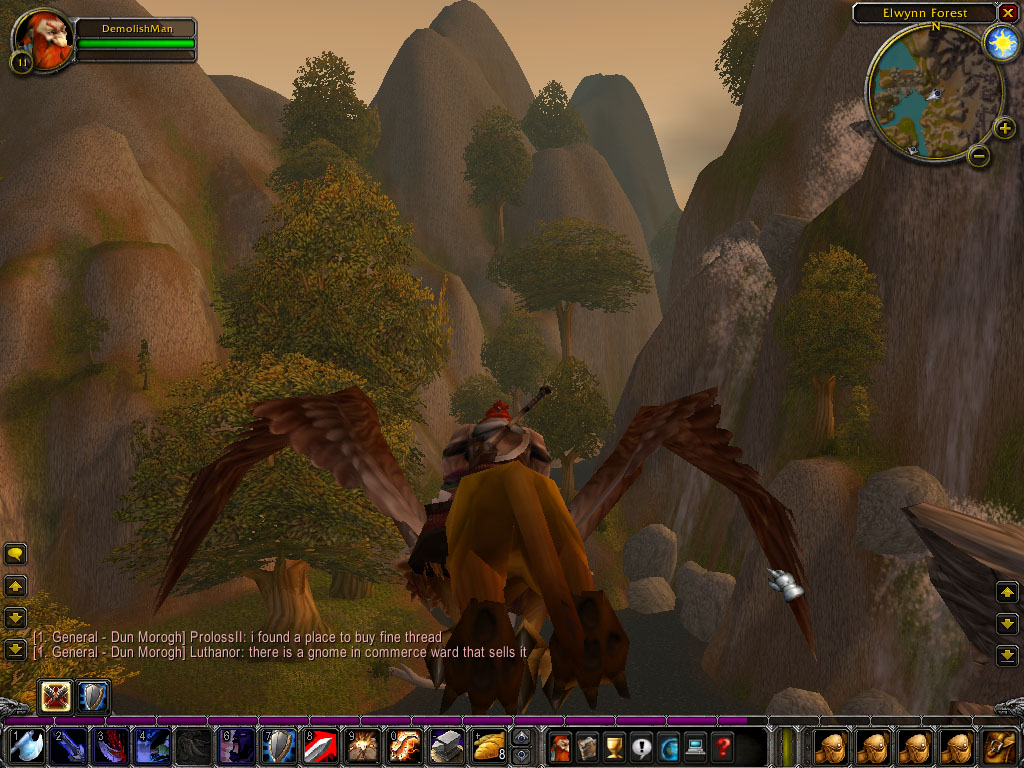 DemolishMan
11
Elwynn Forest
N
[1. General - Dun Morogh] ProlossII: i found a place to buy fine thread
[1. General - Dun Morogh] Luthanor: there is a gnome in commerce ward that sells it
1 2 3 4 6 7 8 9 0 - + 8